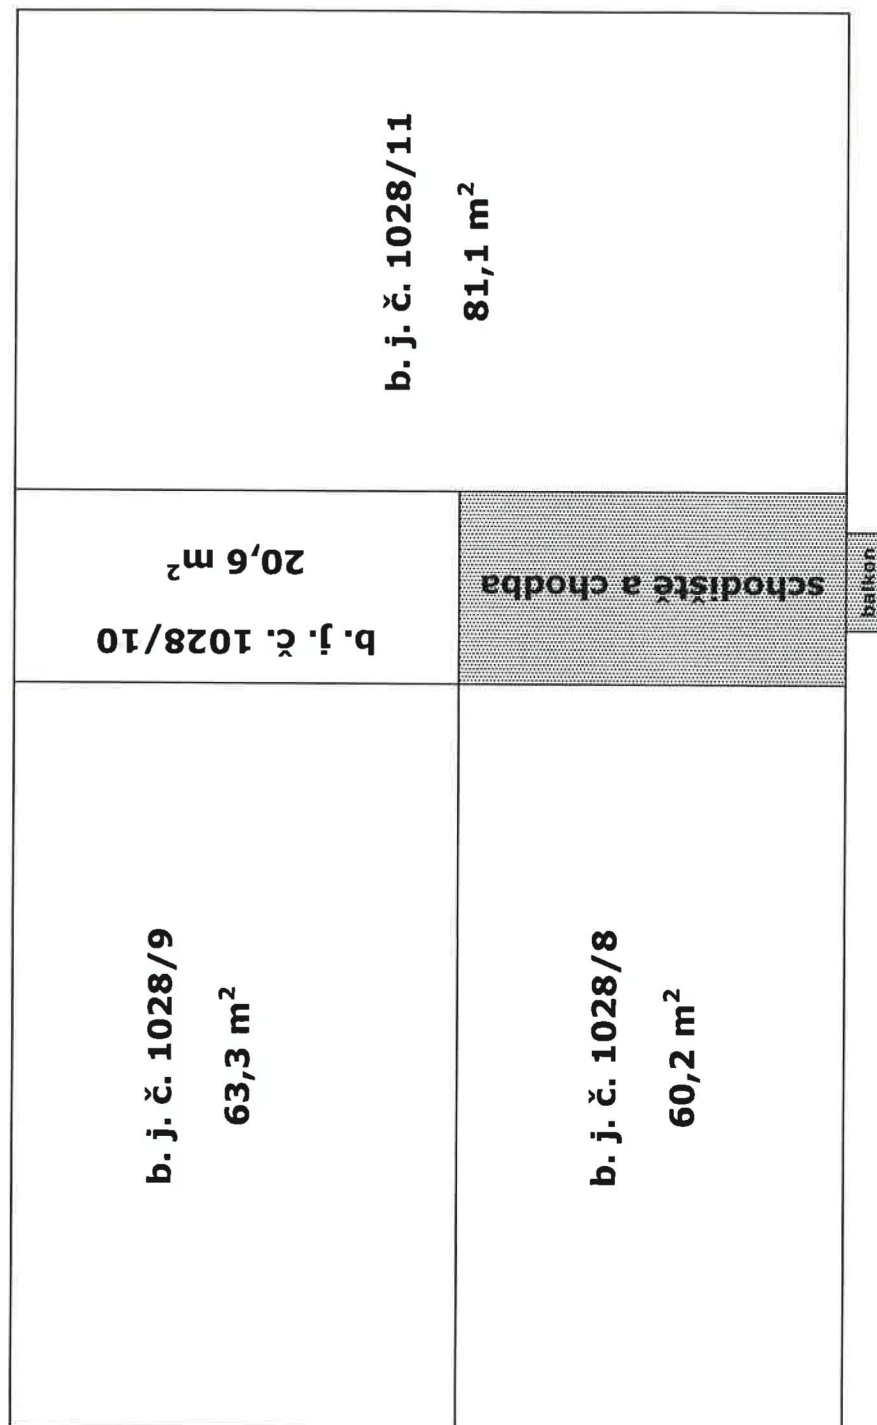 b. j. č. 1028/11
81,1 m²
b. j. č. 1028/10
20,6 m²
schodiště a chodba
balkon
b. j. č. 1028/9
63,3 m²
b. j. č. 1028/8
60,2 m²